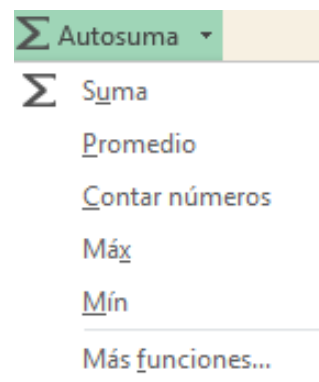 Σ Autosuma
Σ Suma
Promedio
Contar números
Máx
Mín
Más funciones...